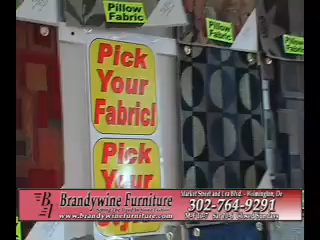 Pillow
Fabric
Pillow
Fabric
Pillow
Fabric
Pick
Your
Fabric!
Pick
Your
Brandywine Furniture
www.brandywinefurniture.com
Market Street and Lea Blvd. - Wilmington, De
302-764-9291